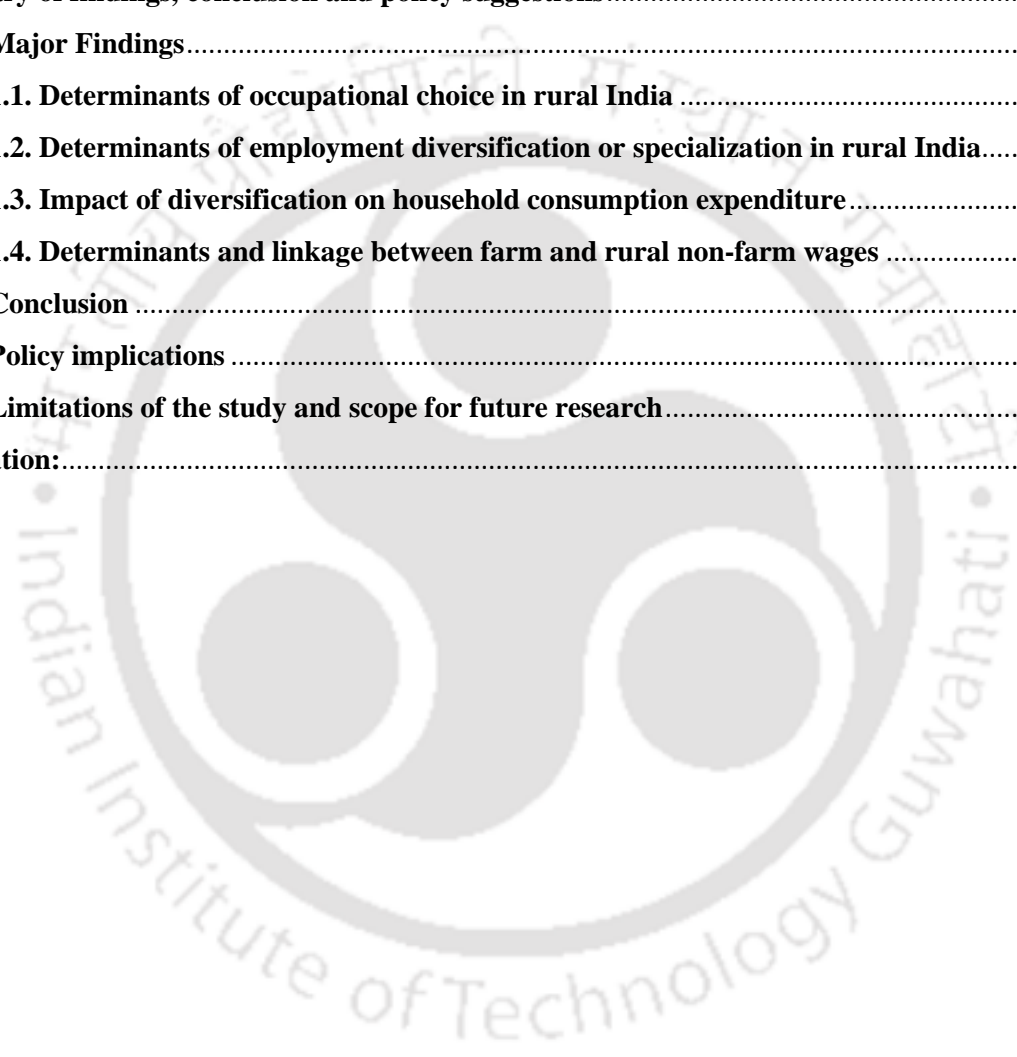 ry of findings, conclusion and policy suggestions..........................................
Major Findings..........................................................................................
.1. Determinants of occupational choice in rural India ....................................
.2. Determinants of employment diversification or specialization in rural India.....
.3. Impact of diversification on household consumption expenditure.....................
.4. Determinants and linkage between farm and rural non-farm wages .................
Conclusion ................................................................................................
Policy implications ....................................................................................
Limitations of the study and scope for future research....................................
tion:..........................................................................................................
Indian Institute of Technology Guwahati